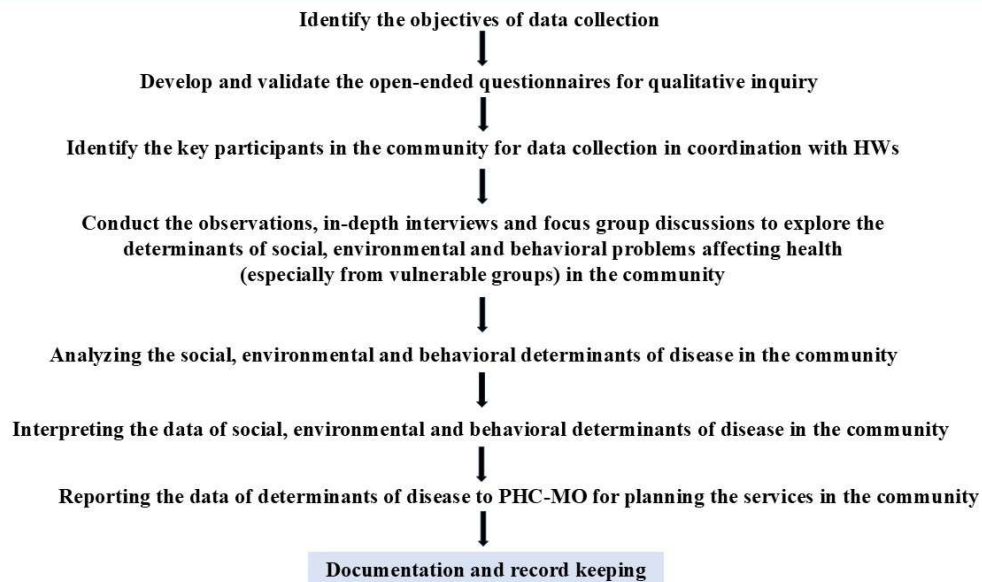 Identify the objectives of data collection
Develop and validate the open-ended questionnaires for qualitative inquiry
Identify the key participants in the community for data collection in coordination with HWs
Conduct the observations, in-depth interviews and focus group discussions to explore the
determinants of social, environmental and behavioral problems affecting health
(especially from vulnerable groups) in the community
Analyzing the social, environmental and behavioral determinants of disease in the community
Interpreting the data of social, environmental and behavioral determinants of disease in the community
Reporting the data of determinants of disease to PHC-MO for planning the services in the community
Documentation and record keeping